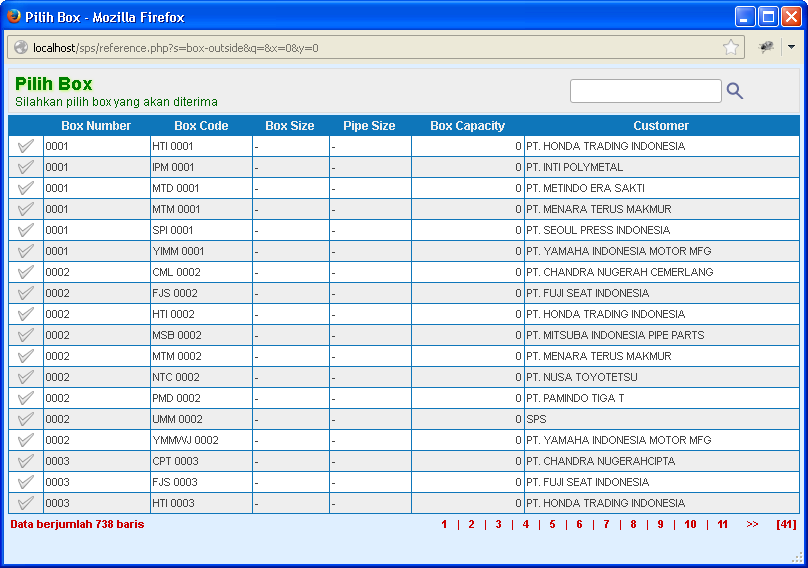 Pilih Box - Mozilla Firefox
localhost/sps/reference.php?s=box-outside&q=&x=0&y=0
Pilih Box
Silahkan pilih box yang akan diterima
Box Number Box Code Box Size Pipe Size Box Capacity Customer
0001 HTI 0001 - - 0 PT. HONDA TRADING INDONESIA
0001 IPM 0001 - - 0 PT. INTI POLYMETAL
0001 MTD 0001 - - 0 PT. METINDO ERA SAKTI
0001 MTM 0001 - - 0 PT. MENARA TERUS MAKMUR
0001 SPI 0001 - - 0 PT. SEOUL PRESS INDONESIA
0001 YIMM 0001 - - 0 PT. YAMAHA INDONESIA MOTOR MFG
0002 CML 0002 - - 0 PT. CHANDRA NUGERAH CEMERLANG
0002 FJS 0002 - - 0 PT. FUJI SEAT INDONESIA
0002 HTI 0002 - - 0 PT. HONDA TRADING INDONESIA
0002 MSB 0002 - - 0 PT. MITSUBA INDONESIA PIPE PARTS
0002 MTM 0002 - - 0 PT. MENARA TERUS MAKMUR
0002 NTC 0002 - - 0 PT. NUSA TOYOTETSU
0002 PMD 0002 - - 0 PT. PAMINDO TIGA T
0002 UMM 0002 - - 0 SPS
0002 YMMWJ 0002 - - 0 PT. YAMAHA INDONESIA MOTOR MFG
0003 CPT 0003 - - 0 PT. CHANDRA NUGERAHCIPTA
0003 FJS 0003 - - 0 PT. FUJI SEAT INDONESIA
0003 HTI 0003 - - 0 PT. HONDA TRADING INDONESIA
Data berjumlah 738 baris 1 | 2 | 3 | 4 | 5 | 6 | 7 | 8 | 9 | 10 | 11 >> [41]